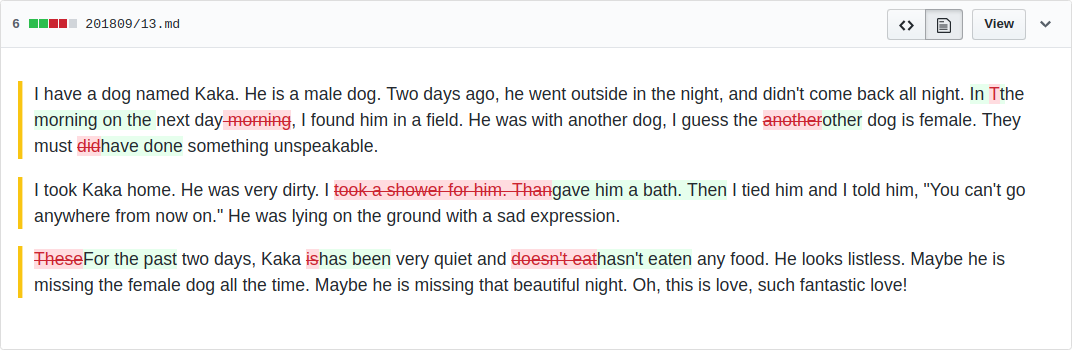 6 201809/13.md View
I have a dog named Kaka. He is a male dog. Two days ago, he went outside in the night, and didn't come back all night. In Tthe
morning on the next day morning, I found him in a field. He was with another dog, I guess the anotherother dog is female. They
must didhave done something unspeakable.
I took Kaka home. He was very dirty. I took a shower for him. Thangave him a bath. Then I tied him and I told him, "You can't go
anywhere from now on." He was lying on the ground with a sad expression.
TheseFor the past two days, Kaka ishas been very quiet and doesn't eathasn't eaten any food. He looks listless. Maybe he is
missing the female dog all the time. Maybe he is missing that beautiful night. Oh, this is love, such fantastic love!